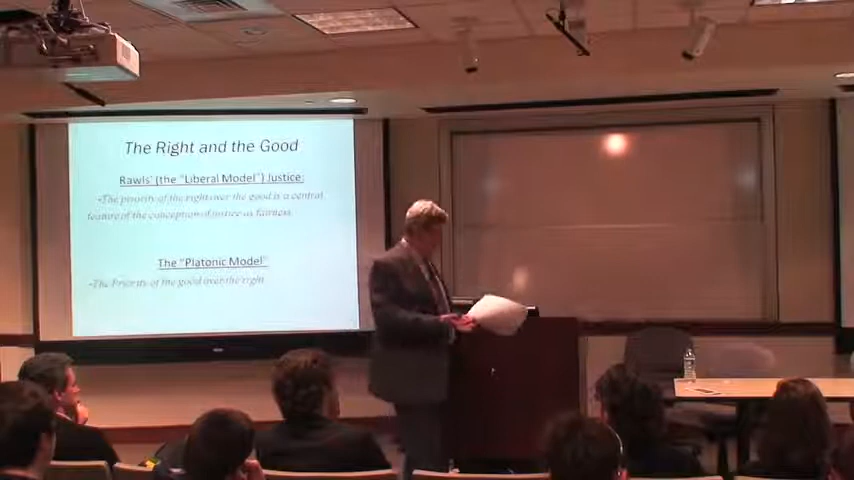 The Right and the Good
Rawls' (the "Liberal Model") Justice:
-The priority of the right over the good is a central
feature of the conception of justice as fairness.
The "Platonic Model"
-The Priority of the good over the right